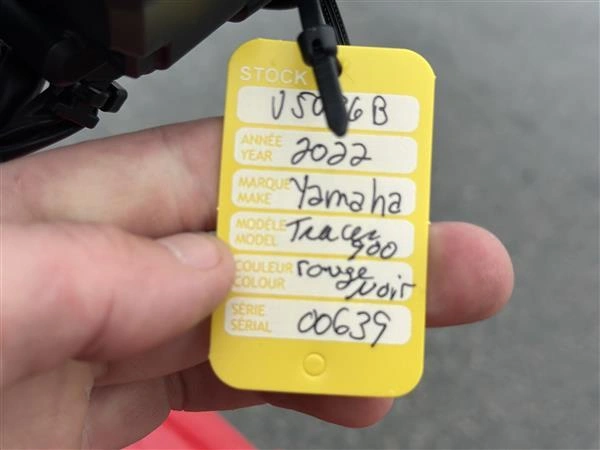 STOCK
ANNÉE
YEAR 2022
MARQUE
MAKE Yamaha
MODÈLE
MODEL Tracer
900
COULEUR rouge
COLOUR noir
SÉRIE
SERIAL 00639